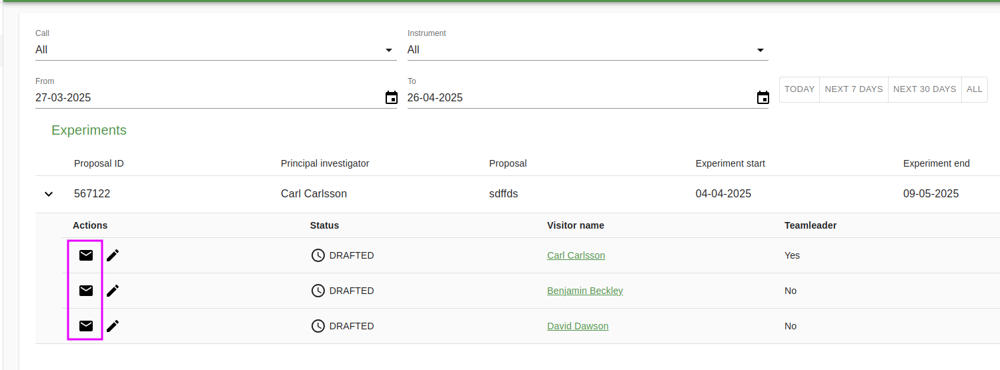 Call Instrument
All All
From To
27-03-2025 26-04-2025 TODAY NEXT 7 DAYS NEXT 30 DAYS ALL
Experiments
Proposal ID Principal investigator Proposal Experiment start Experiment end
567122 Carl Carlsson sdffds 04-04-2025 09-05-2025
Actions Status Visitor name Teamleader
DRAFTED Carl Carlsson Yes
DRAFTED Benjamin Beckley No
DRAFTED David Dawson No